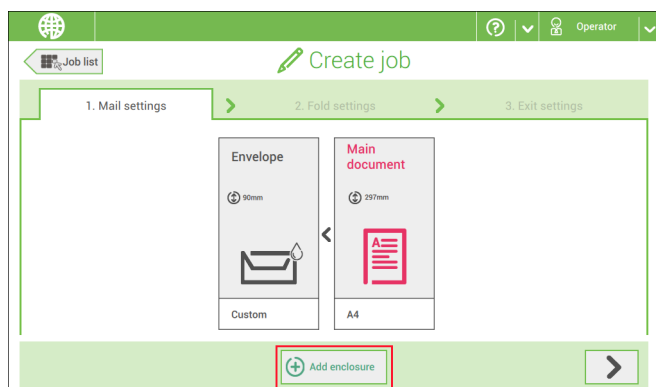 Operator
Job list
Create job
1. Mail settings
2. Fold settings
3. Exit settings
Envelope
90mm
Custom
Main
document
297mm
A
A4
Add enclosure